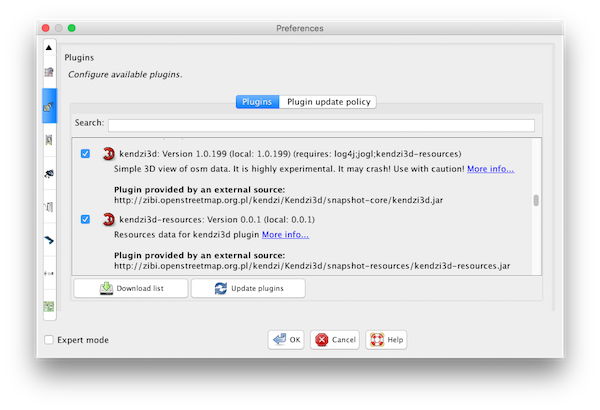 Preferences
Plugins
Configure available plugins.
Plugins
Plugin update policy
Search:
kendzi3d: Version 1.0.199 (local: 1.0.199) (requires: log4j;jogl;kendzi3d-resources)
Simple 3D view of osm data. It is highly experimental. It may crash! Use with caution! More info...
Plugin provided by an external source:
http://zibi.openstreetmap.org.pl/kendzi/Kendzi3d/snapshot-core/kendzi3d.jar
kendzi3d-resources: Version 0.0.1 (local: 0.0.1)
Resources data for kendzi3d plugin More info...
Plugin provided by an external source:
http://zibi.openstreetmap.org.pl/kendzi/Kendzi3d/snapshot-resources/kendzi3d-resources.jar
Download list
Update plugins
Expert mode
OK
Cancel
Help